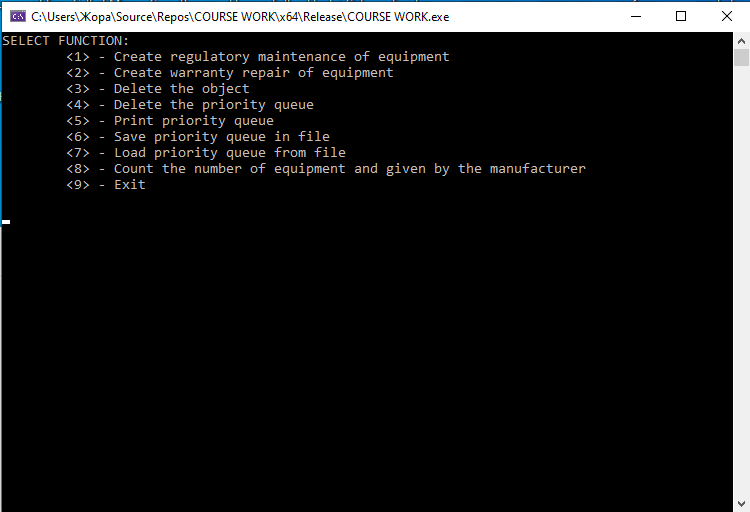 C:\Users\Жора\Source\Repos\COURSE WORK\x64\Release\COURSE WORK.exe
SELECT FUNCTION:
<1> - Create regulatory maintenance of equipment
<2> - Create warranty repair of equipment
<3> - Delete the object
<4> - Delete the priority queue
<5> - Print priority queue
<6> - Save priority queue in file
<7> - Load priority queue from file
<8> - Count the number of equipment and given by the manufacturer
<9> - Exit